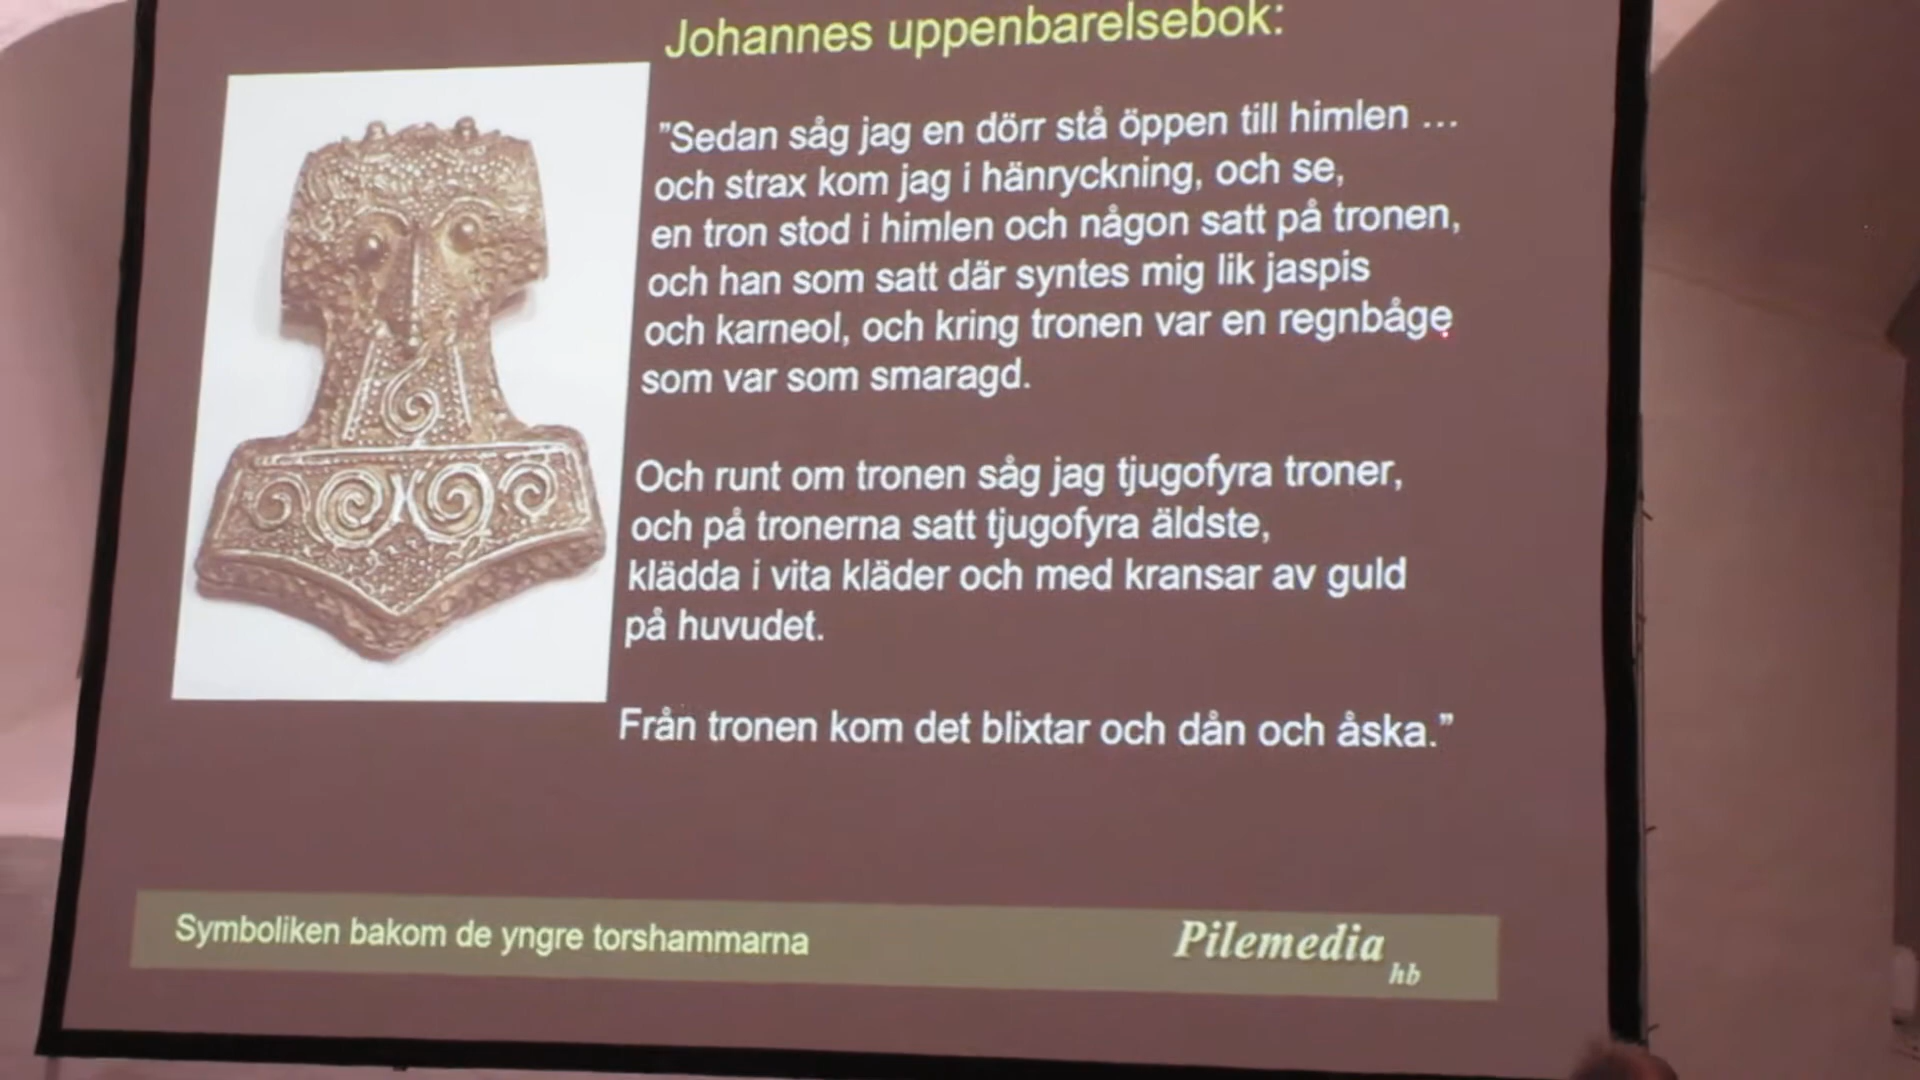 Johannes uppenbarelsebok:
”Sedan såg jag en dörr stå öppen till himlen ...
och strax kom jag i hänryckning, och se,
en tron stod i himlen och någon satt på tronen,
och han som satt där syntes mig lik jaspis
och karneol, och kring tronen var en regnbåge
som var som smaragd.
Och runt om tronen såg jag tjugofyra troner,
och på tronerna satt tjugofyra äldste,
klädda i vita kläder och med kransar av guld
på huvudet.
Från tronen kom det blixtar och dån och åska.”
Symboliken bakom de yngre torshammarna
Pilemedia
hb